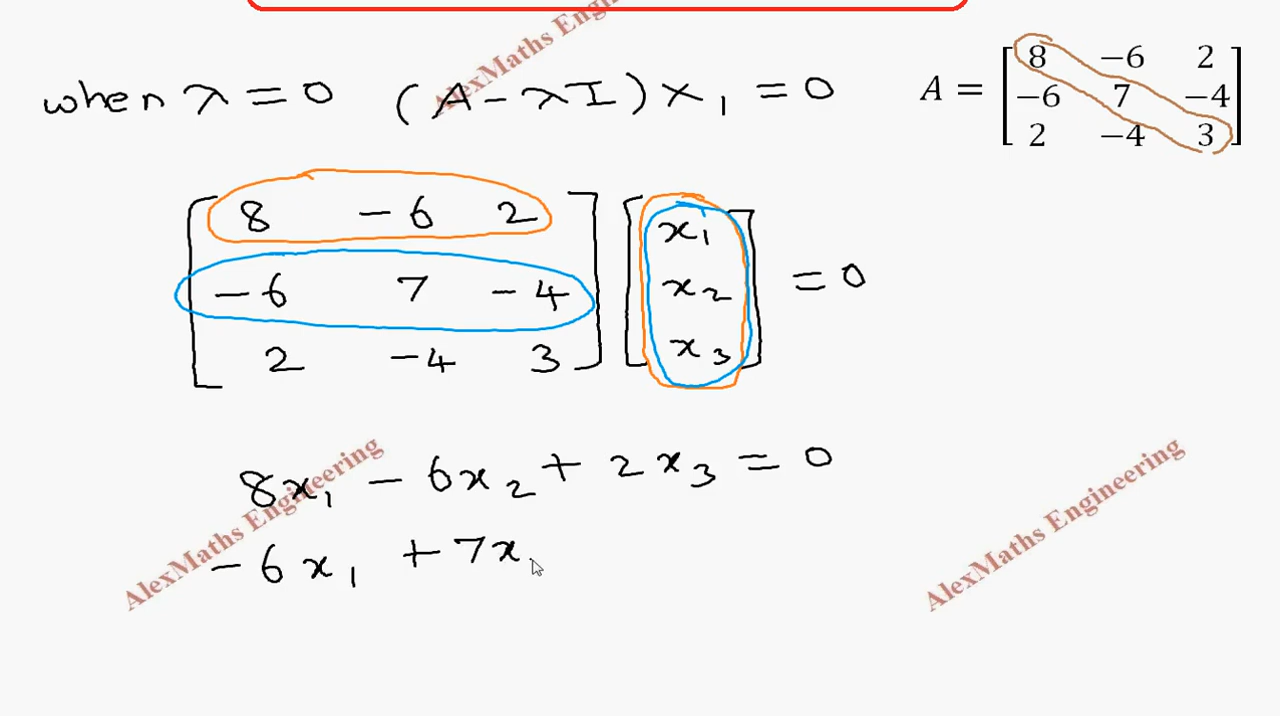 when λ = 0 (A - λI) x₁ = 0
A = [ 8 −6 2
−6 7 −4
2 −4 3 ]
[ 8 -6 2
-6 7 -4
2 -4 3 ] [ x₁
x₂
x₃ ] = 0
8x₁ - 6x₂ + 2x₃ = 0
-6x₁ + 7x
AlexMaths Engineering
AlexMaths Engineering
AlexMaths Engineering